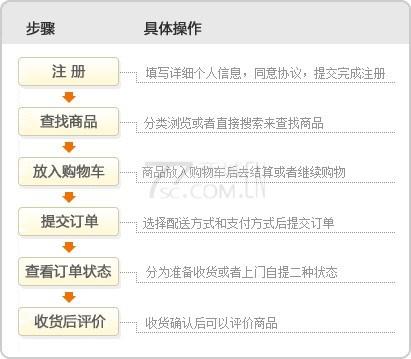 步骤 具体操作
注 册 填写详细个人信息，同意协议，提交完成注册
查找商品 分类浏览或者直接搜索来查找商品
放入购物车 商品放入购物车后去结算或者继续购物
提交订单 选择配送方式和支付方式后提交订单
查看订单状态 分为准备收货或者上门自提二种状态
收货后评价 收货确认后可以评价商品